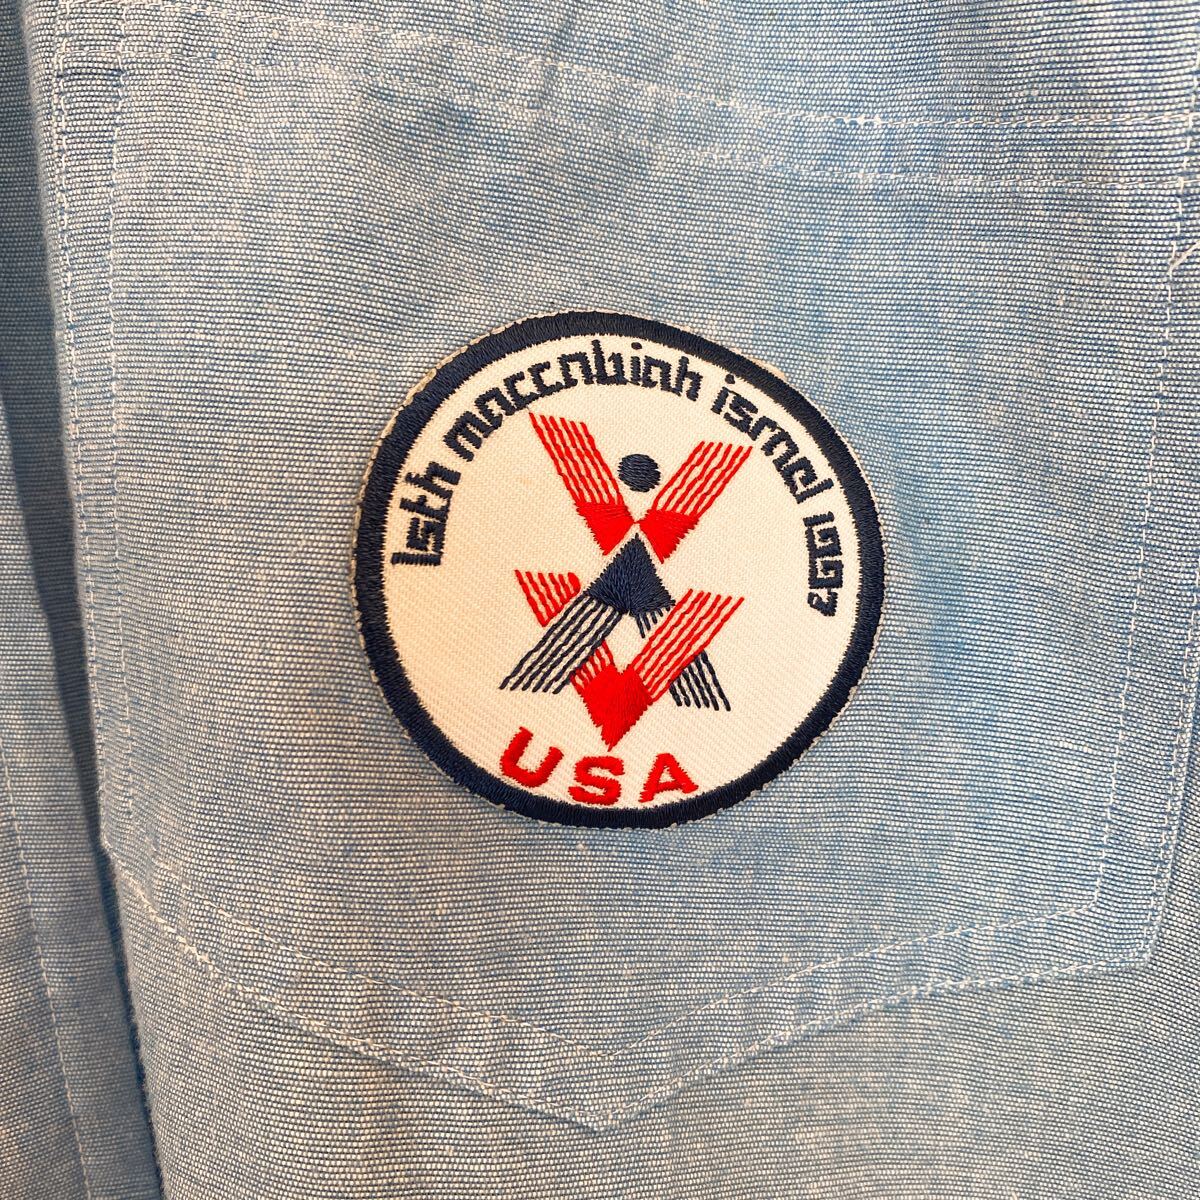 15th maccabiah israel 1997
USA